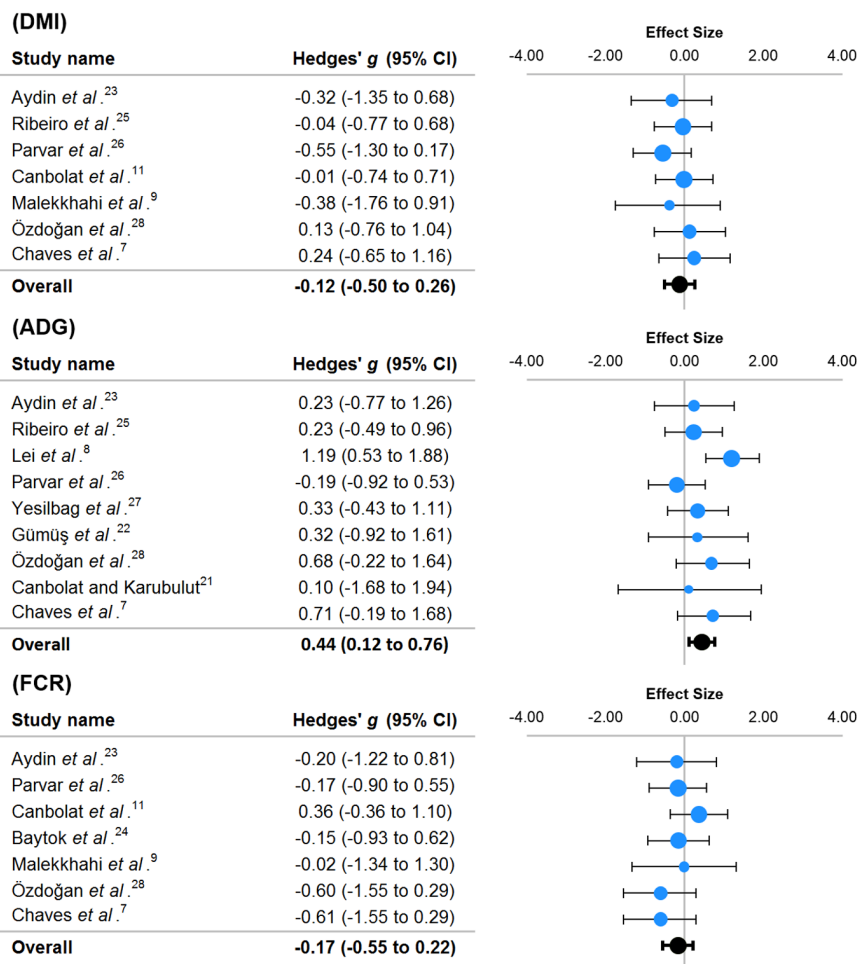 (DMI)
Effect Size
Study name Hedges' g (95% CI) -4.00 -2.00 0.00 2.00 4.00
Aydin et al.23 -0.32 (-1.35 to 0.68)
Ribeiro et al.25 -0.04 (-0.77 to 0.68)
Parvar et al.26 -0.55 (-1.30 to 0.17)
Canbolat et al.11 -0.01 (-0.74 to 0.71)
Malekkhahi et al.9 -0.38 (-1.76 to 0.91)
Özdoğan et al.28 0.13 (-0.76 to 1.04)
Chaves et al.7 0.24 (-0.65 to 1.16)
Overall -0.12 (-0.50 to 0.26)
(ADG)
Effect Size
Study name Hedges' g (95% CI) -4.00 -2.00 0.00 2.00 4.00
Aydin et al.23 0.23 (-0.77 to 1.26)
Ribeiro et al.25 0.23 (-0.49 to 0.96)
Lei et al.8 1.19 (0.53 to 1.88)
Parvar et al.26 -0.19 (-0.92 to 0.53)
Yesilbag et al.27 0.33 (-0.43 to 1.11)
Gümüş et al.22 0.32 (-0.92 to 1.61)
Özdoğan et al.28 0.68 (-0.22 to 1.64)
Canbolat and Karubulut21 0.10 (-1.68 to 1.94)
Chaves et al.7 0.71 (-0.19 to 1.68)
Overall 0.44 (0.12 to 0.76)
(FCR)
Effect Size
Study name Hedges' g (95% CI) -4.00 -2.00 0.00 2.00 4.00
Aydin et al.23 -0.20 (-1.22 to 0.81)
Parvar et al.26 -0.17 (-0.90 to 0.55)
Canbolat et al.11 0.36 (-0.36 to 1.10)
Baytok et al.24 -0.15 (-0.93 to 0.62)
Malekkhahi et al.9 -0.02 (-1.34 to 1.30)
Özdoğan et al.28 -0.60 (-1.55 to 0.29)
Chaves et al.7 -0.61 (-1.55 to 0.29)
Overall -0.17 (-0.55 to 0.22)